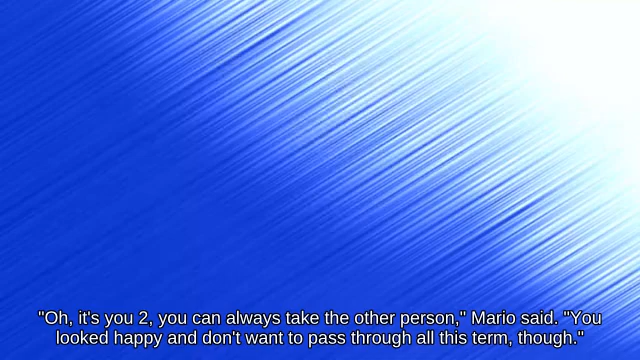 "Oh, it's you 2, you can always take the other person," Mario said. "You
looked happy and don't want to pass through all this term, though."